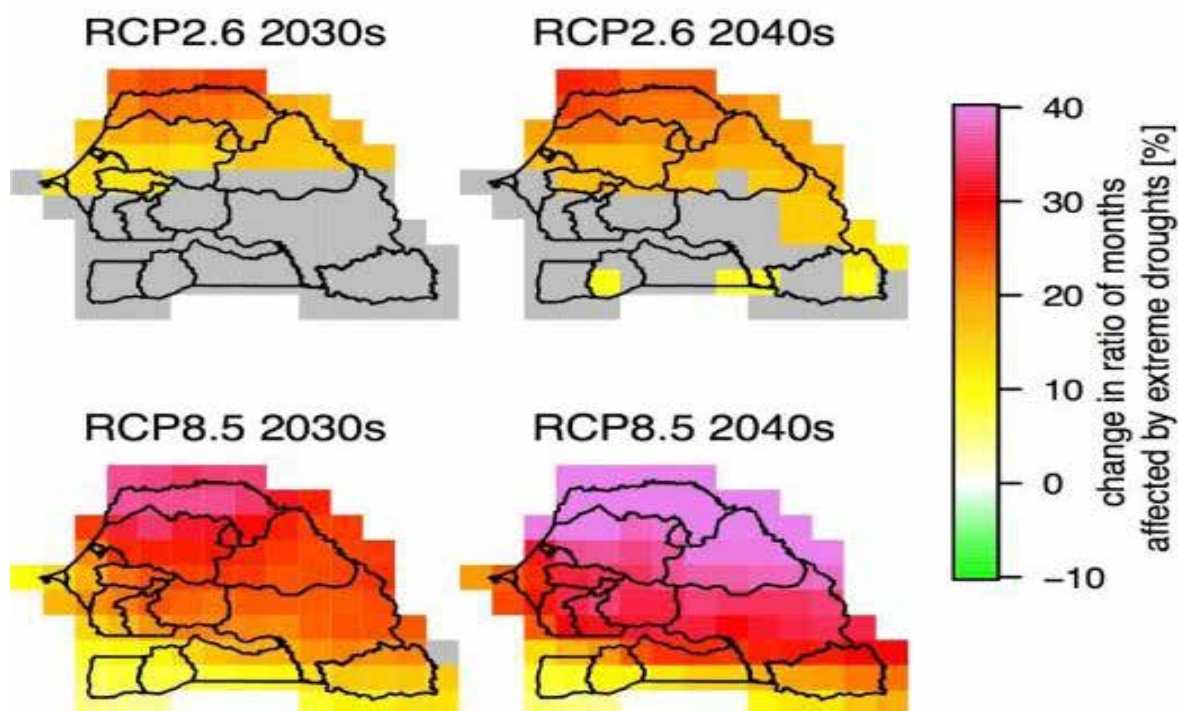 RCP2.6 2030s
RCP2.6 2040s
RCP8.5 2030s
RCP8.5 2040s
40
30
20
10
0
−10
change in ratio of months
affected by extreme droughts [%]